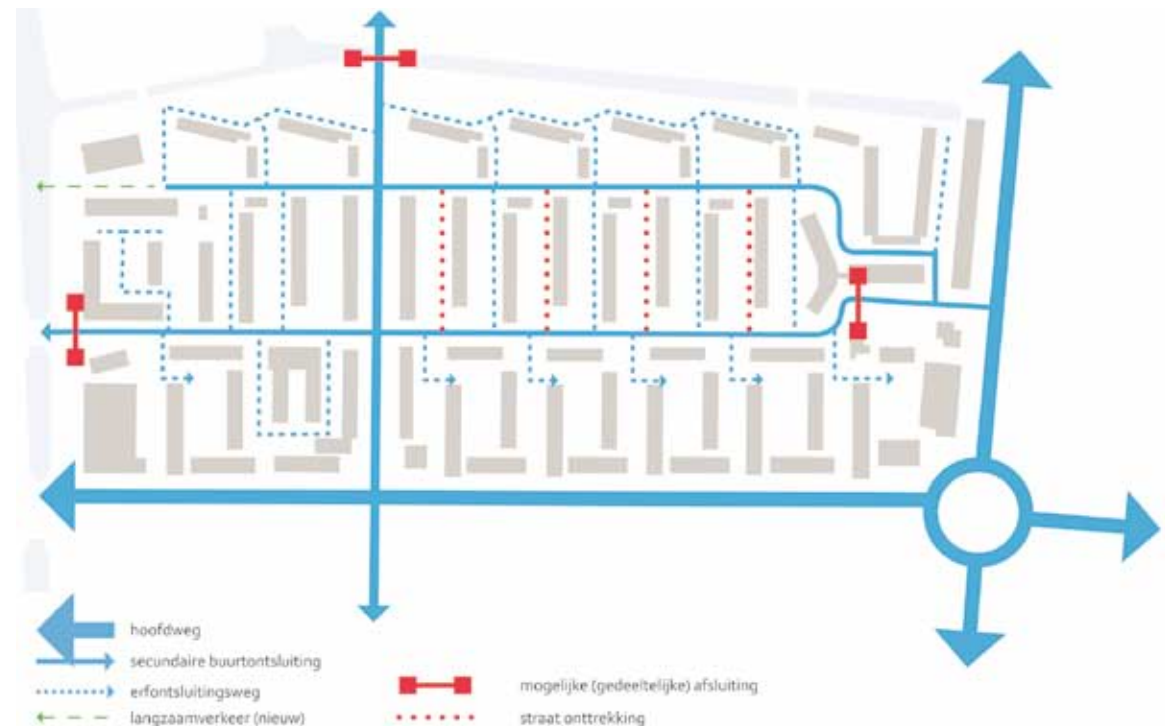 hoofdweg
secundaire buurtontsluiting
erfontsluitingsweg
langzaamverkeer (nieuw)
mogelijke (gedeeltelijke) afsluiting
straat onttrekking